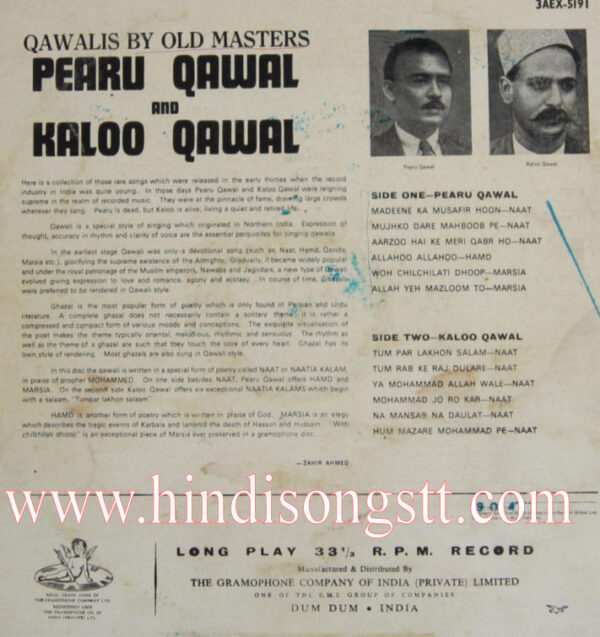 3AEX-5191
QAWALIS BY OLD MASTERS
PEARU QAWAL
AND
KALOO QAWAL
Pearu Qawal
Kaloo Qawal
Here is a collection of those rare songs which were released in the early thirties when the record
industry in India was quite young. In those days Pearu Qawal and Kaloo Qawal were reigning
supreme in the realm of recorded music. They were at the pinnacle of fame, drawing large crowds
wherever they sang. Pearu is dead, but Kaloo is alive, living a quiet and retired life.
Qawali is a special style of singing which originated in Northern India. Expression of
thought, accuracy in rhythm and clarity of voice are the essential perquisites for singing qawalis.
In the earliest stage Qawali was only a devotional song (such as, Naat, Hamd, Qasida,
Marsia etc.), glorifying the supreme existence of the Almighty. Gradually, it became widely popular
and under the royal patronage of the Muslim emperors, Nawabs and Jagirdars, a new type of Qawali
evolved giving expression to love and romance, agony and ecstasy. In course of time, Ghazals
were preferred to be rendered in Qawali style.
Ghazal is the most popular form of poetry which is only found in Persian and Urdu
literature. A complete ghazal does not necessarily contain a solitary theme; it is rather a
compressed and compact form of various moods and conceptions. The exquisite visualisation of
the poet makes the theme typically oriental, melodious, rhythmic and sensuous. The rhythm as
well as the theme of a ghazal are such that they touch the core of every heart. Ghazal has its
own style of rendering. Most ghazals are also sung in Qawali style.
In this disc the qawali is written in a special form of poetry called NAAT or NAATIA KALAM,
in praise of prophet MOHAMMED. On one side besides NAAT, Pearu Qawal offers HAMD and
MARSIA. On the second side Kaloo Qawal offers six exceptional NAATIA KALAMS which begin
with a salaam, "Tumpar lakhon salaam"
HAMD is another form of poetry which is written in praise of God. MARSIA is an elegy
which describes the tragic events of Karbala and lament the death of Hassan and Hussain. "Woh
chilchilati dhoop" is an exceptional piece of Marsia ever preserved in a gramophone disc.
—ZAHIR AHMED
SIDE ONE—PEARU QAWAL
MADEENE KA MUSAFIR HOON—NAAT
MUJHKO DARE MAHBOOB PE—NAAT
AARZOO HAI KE MERI QABR HO—NAAT
ALLAHOO ALLAHOO—HAMD
WOH CHILCHILATI DHOOP—MARSIA
ALLAH YEH MAZLOOM TO—MARSIA
SIDE TWO—KALOO QAWAL
TUM PAR LAKHON SALAM—NAAT
TUM RAB KE RAJ DULARE—NAAT
YA MOHAMMAD ALLAH WALE—NAAT
MOHAMMAD JO RO KAR—NAAT
NA MANSAB NA DAULAT—NAAT
HUM MAZARE MOHAMMAD PE—NAAT
www.hindisongstt.com
LONG PLAY 33⅓ R.P.M. RECORD
Manufactured & Distributed By
THE GRAMOPHONE COMPANY OF INDIA (PRIVATE) LIMITED
ONE OF THE E.M.I. GROUP OF COMPANIES
DUM DUM • INDIA
REGD. TRADE MARK OF
THE GRAMOPHONE COMPANY LTD.
REGISTERED USER
THE GRAMOPHONE CO. OF
INDIA (PRIVATE) LTD.